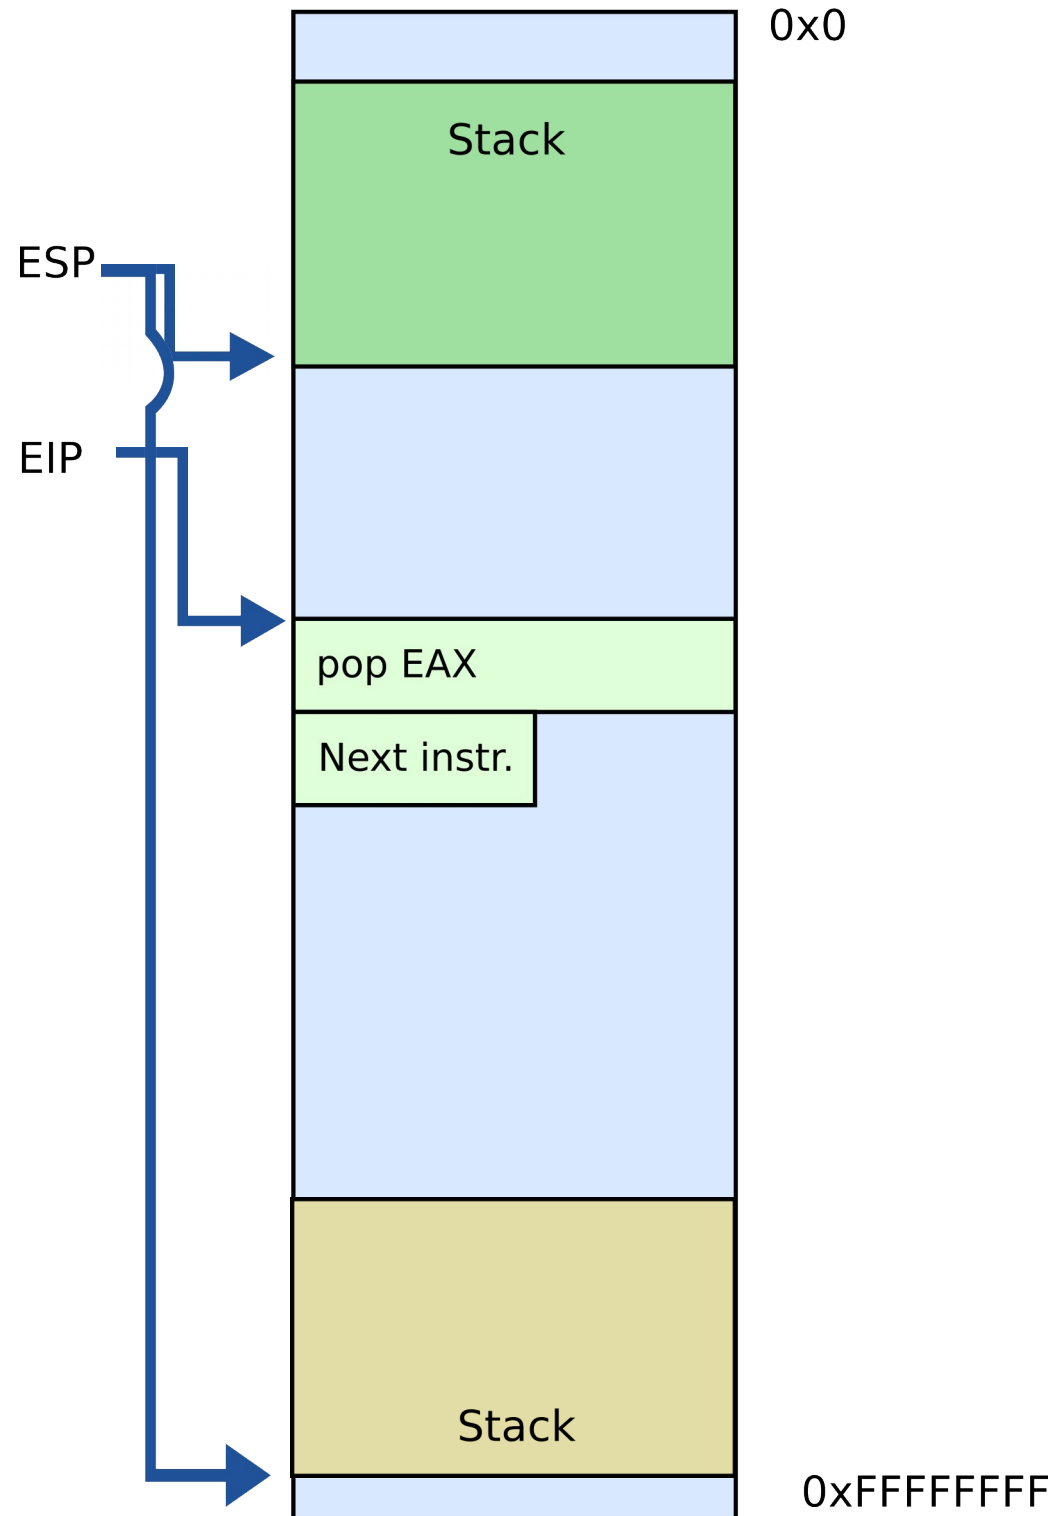 0x0
Stack
ESP
EIP
pop EAX
Next instr.
Stack
0xFFFFFFFF